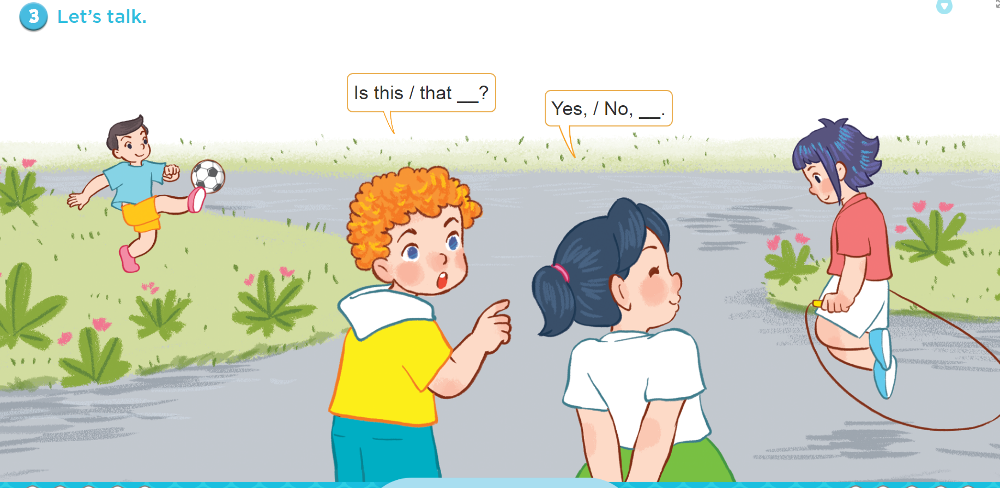 3 Let's talk.
Is this / that __?
Yes, / No, __.